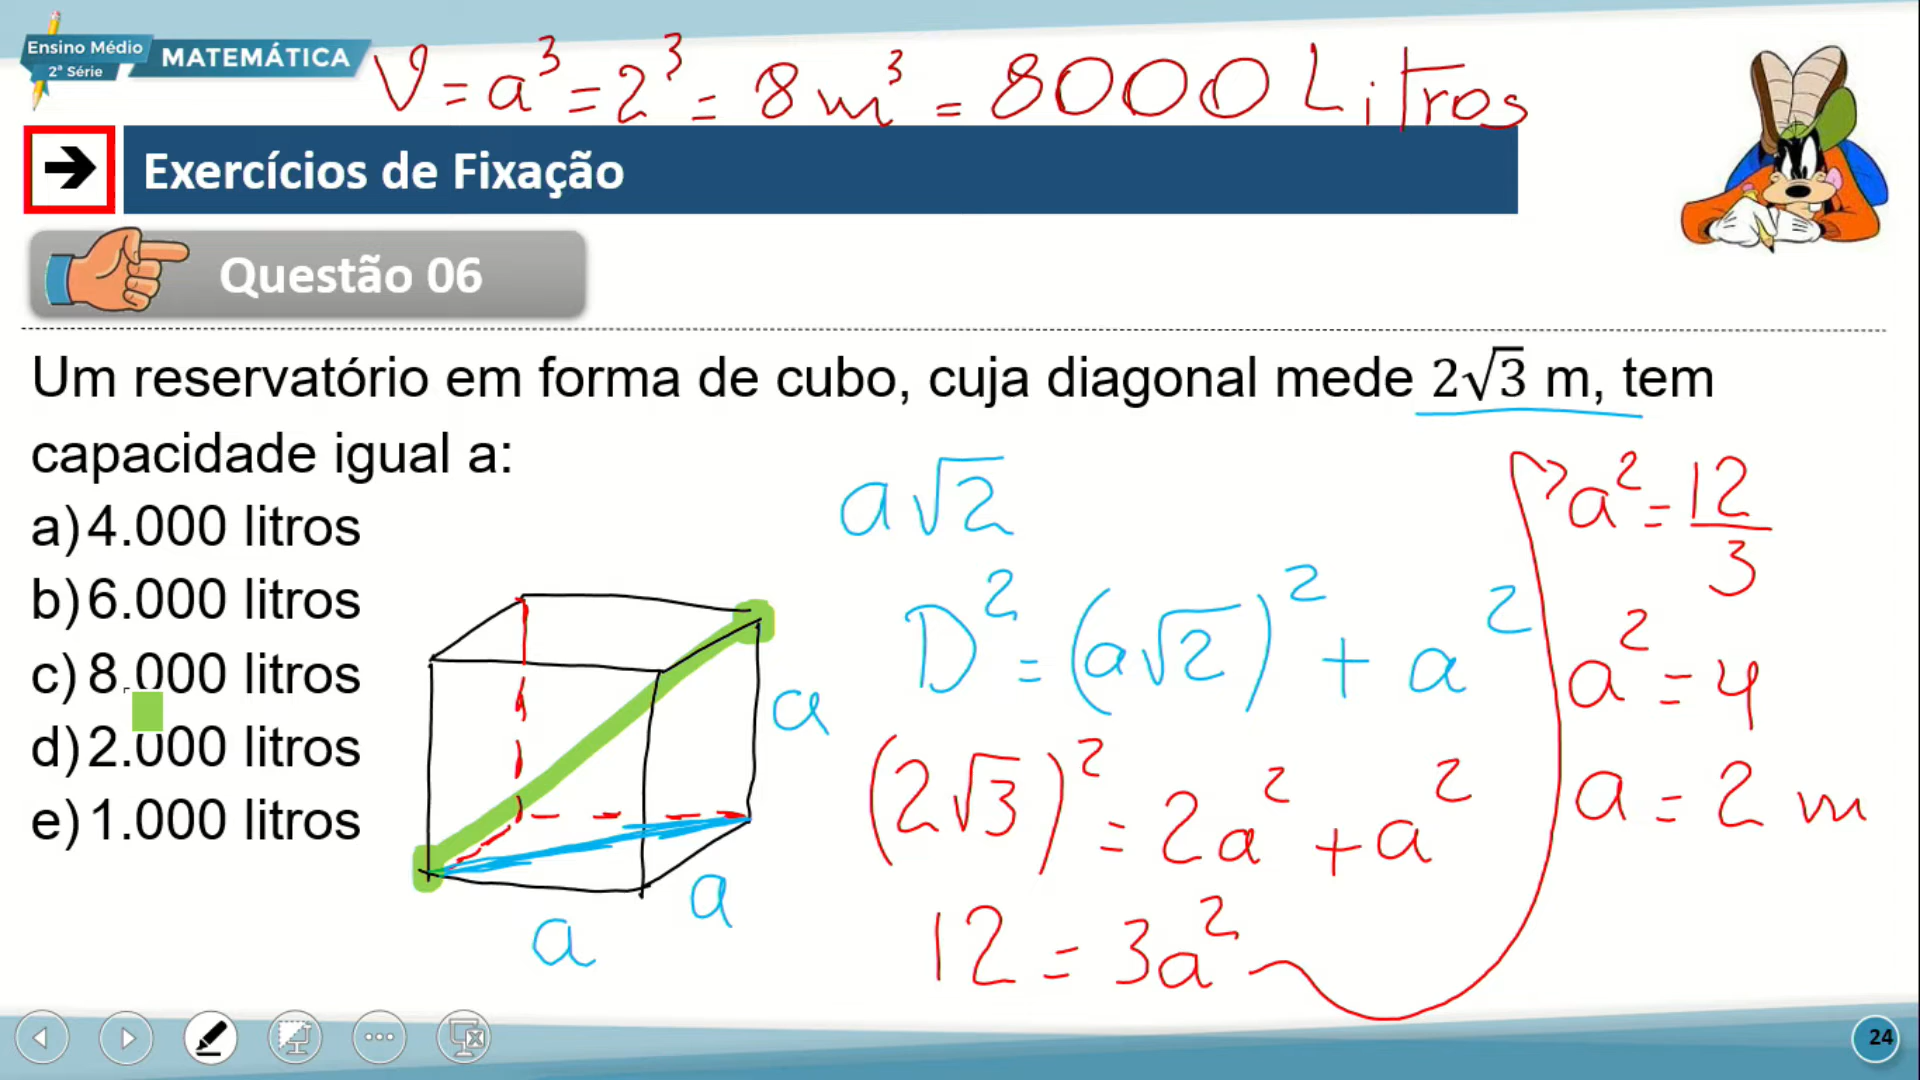 Ensino Médio
2ª Série
MATEMÁTICA
V = a³ = 2³ = 8 m³ = 8000 Litros
Exercícios de Fixação
Questão 06
Um reservatório em forma de cubo, cuja diagonal mede 2√3 m, tem
capacidade igual a:
a) 4.000 litros
b) 6.000 litros
c) 8.000 litros
d) 2.000 litros
e) 1.000 litros
a
a
a
a√2
D² = (a√2)² + a²
(2√3)² = 2a² + a²
12 = 3a²
a² = 12/3
a² = 4
a = 2 m
24